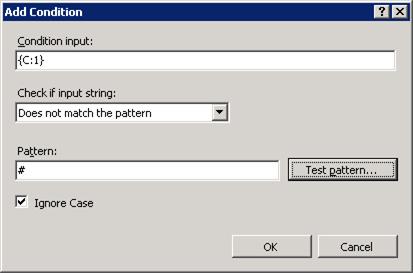 Add Condition
Condition input:
{C:1}
Check if input string:
Does not match the pattern
Pattern:
#
Test pattern...
Ignore Case
OK
Cancel